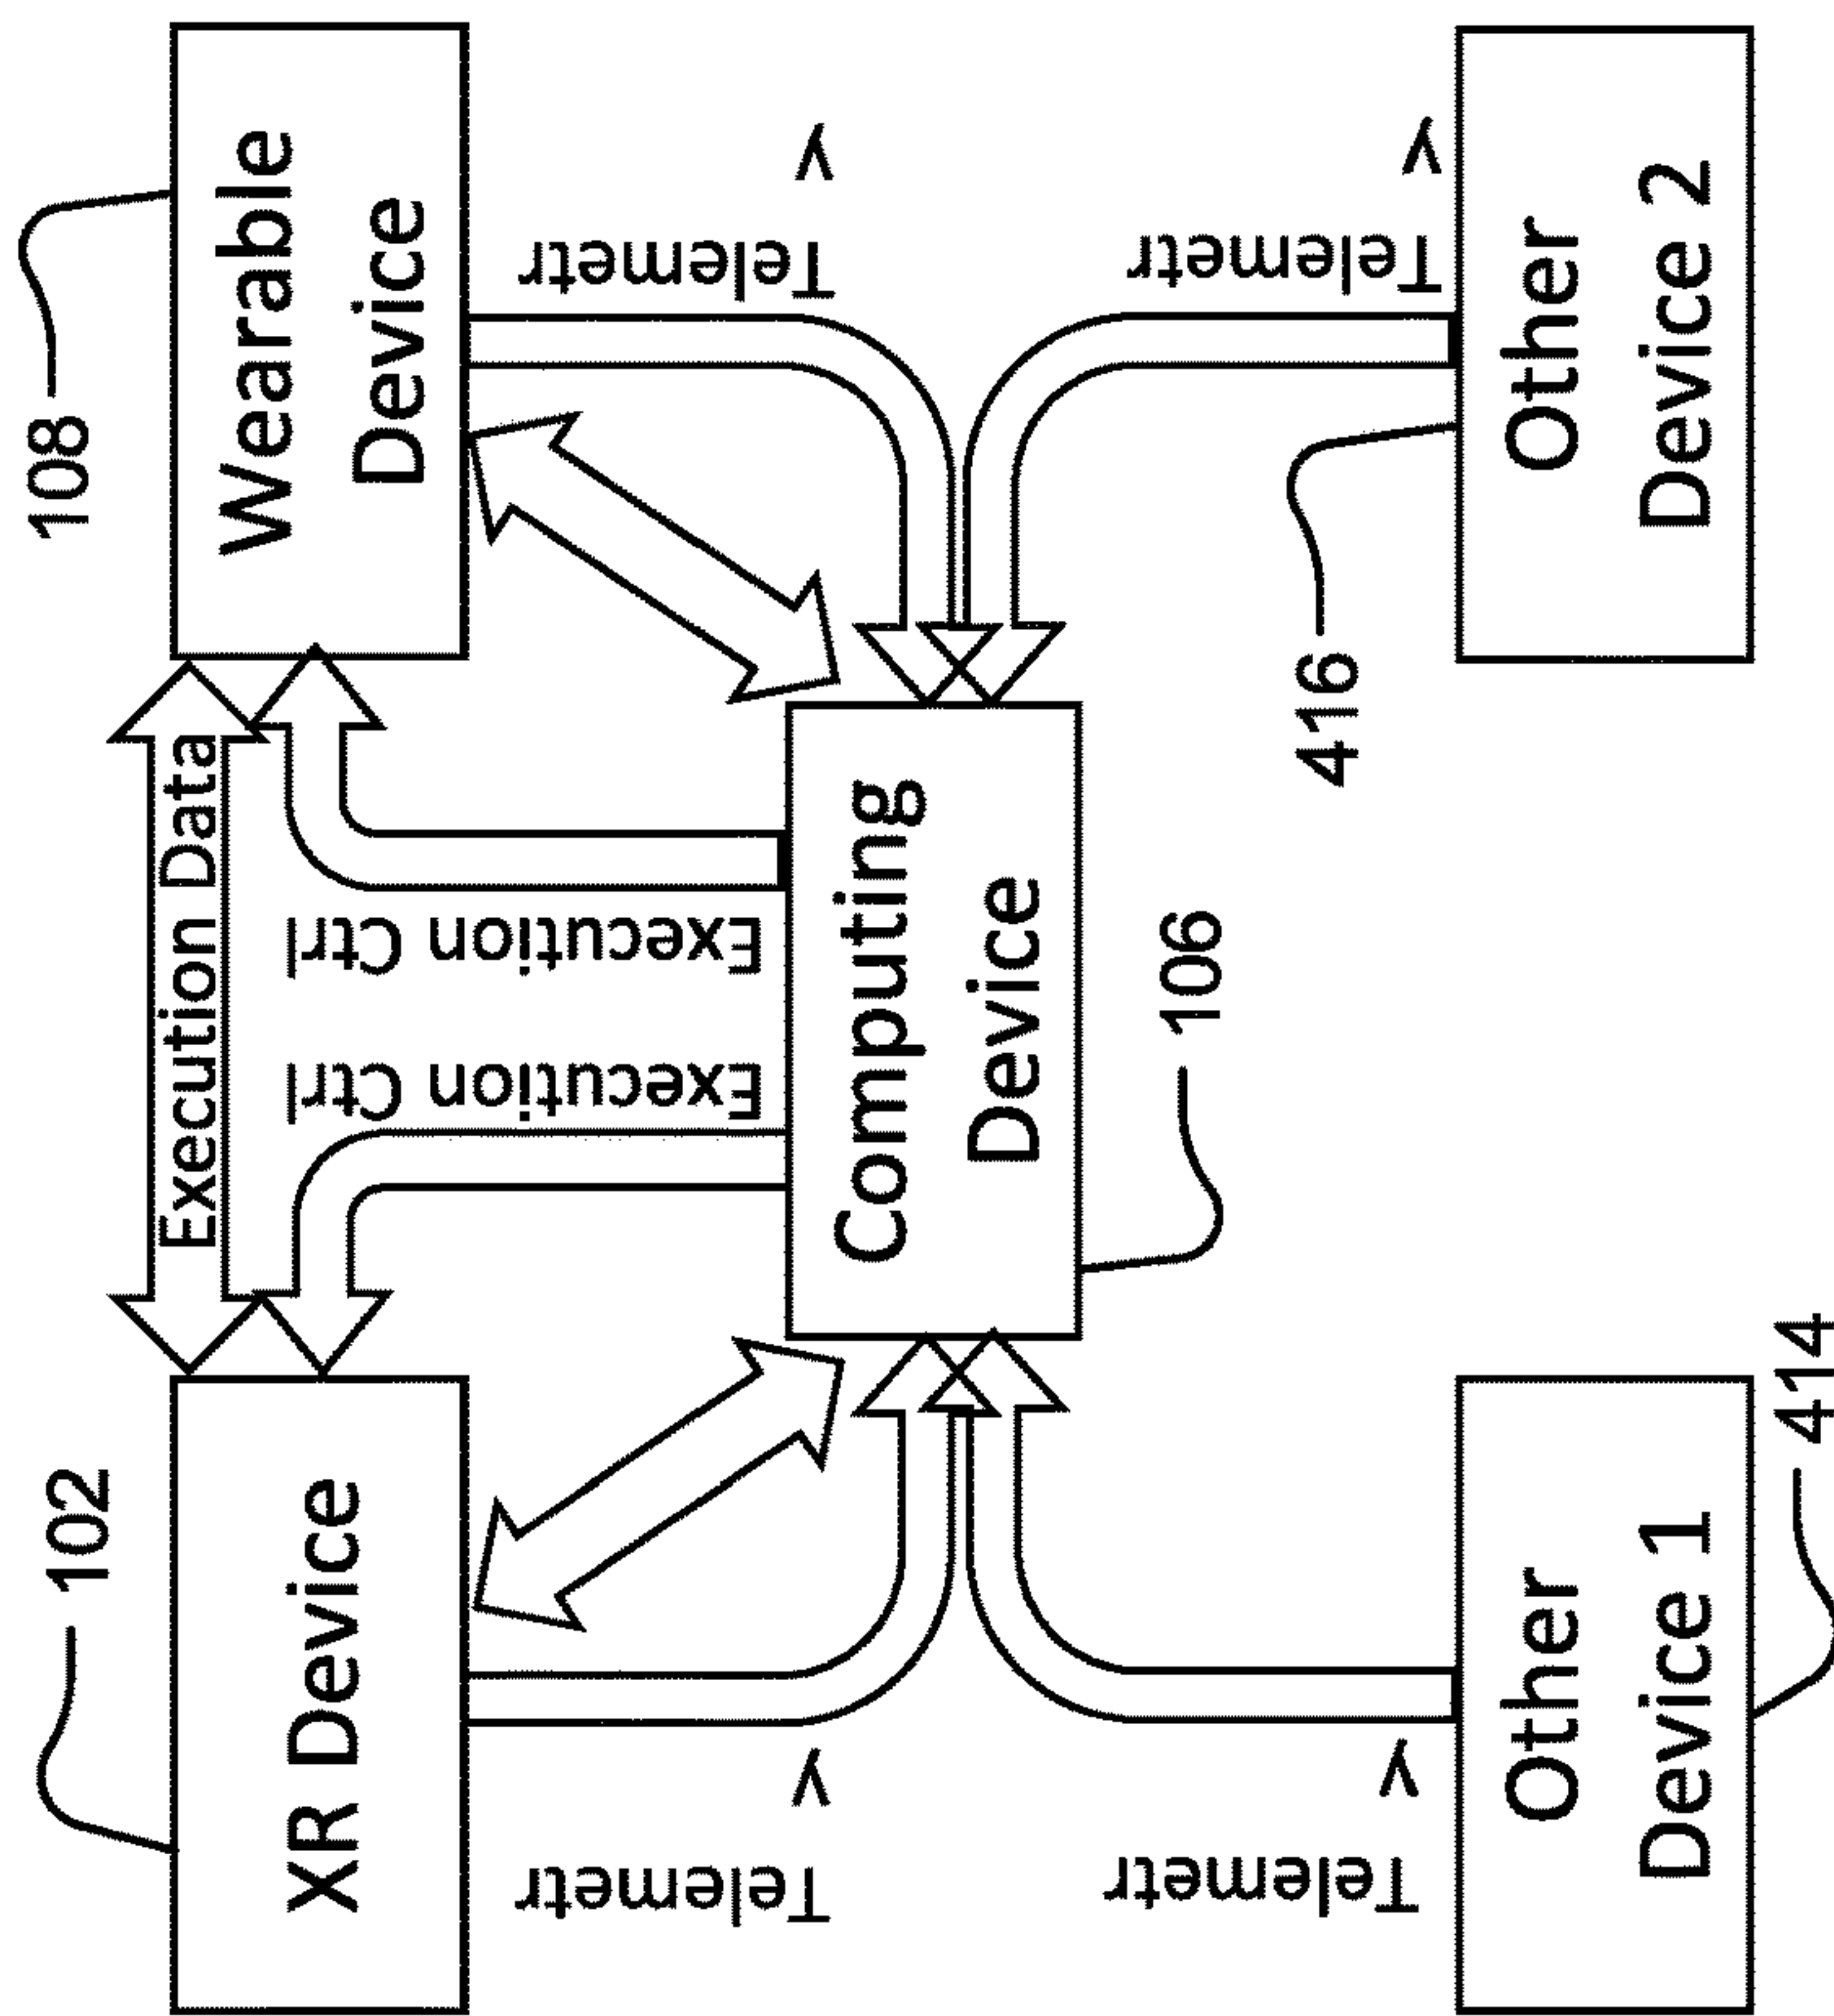 102
108
Execution Data
XR Device
Wearable
Device
Execution Ctrl
Execution Ctrl
Telemetr
y
Telemetr
y
Computing
Device
106
Telemetr
y
Telemetr
y
416
Other
Device 1
Other
Device 2
414